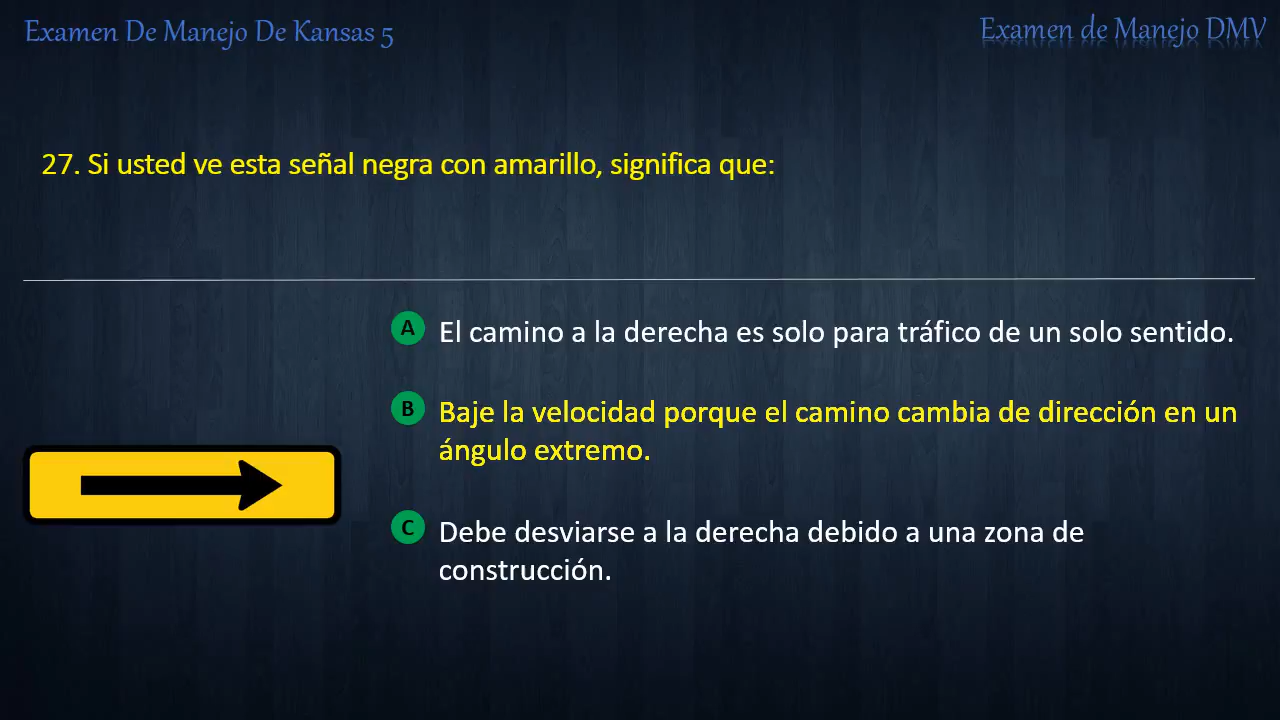 Examen De Manejo De Kansas 5
Examen de Manejo DMV
27. Si usted ve esta señal negra con amarillo, significa que:
A El camino a la derecha es solo para tráfico de un solo sentido.
B Baje la velocidad porque el camino cambia de dirección en un
ángulo extremo.
C Debe desviarse a la derecha debido a una zona de
construcción.